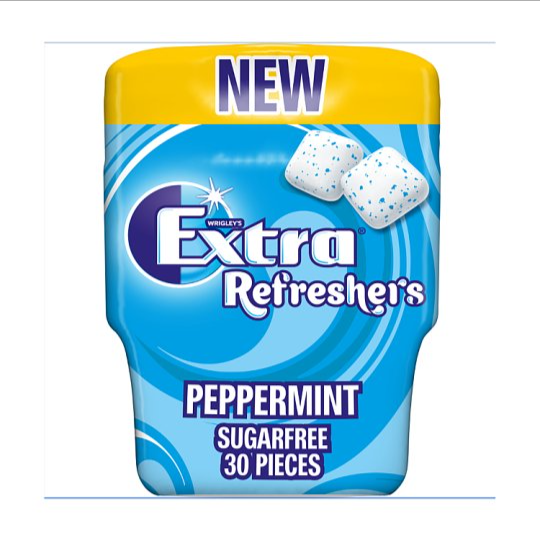 NEW
WRIGLEY'S
Extra®
Refreshers
PEPPERMINT
SUGARFREE
30 PIECES